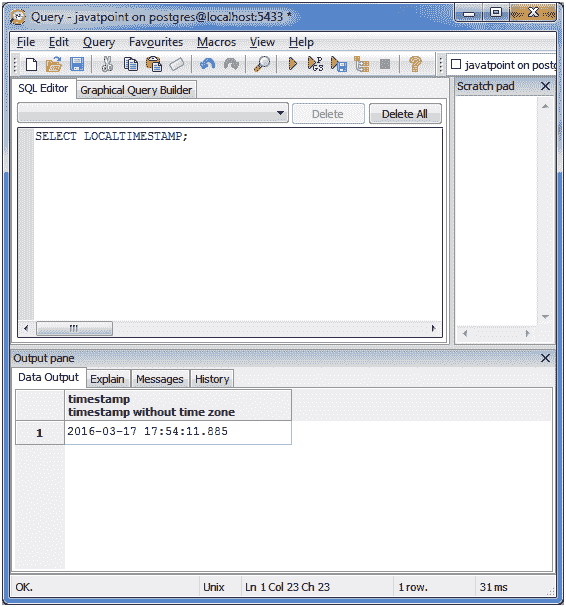 Query - javatpoint on postgres@localhost:5433 *
File Edit Query Favourites Macros View Help
javatpoint on postg
SQL Editor Graphical Query Builder
Delete Delete All
SELECT LOCALTIMESTAMP;
Scratch pad
Output pane
Data Output Explain Messages History
timestamp
timestamp without time zone
1 2016-03-17 17:54:11.885
OK. Unix Ln 1 Col 23 Ch 23 1 row. 31 ms